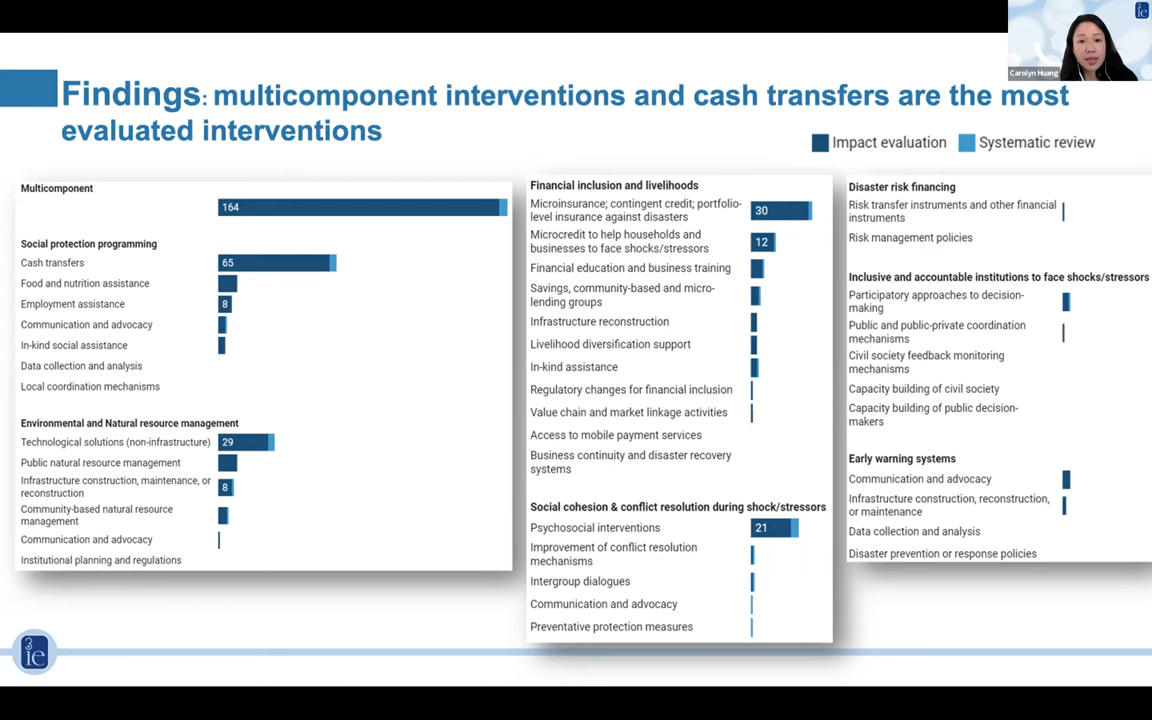 3ie
Carolyn Huang
Findings: multicomponent interventions and cash transfers are the most
evaluated interventions
Impact evaluation
Systematic review
Multicomponent
164
Social protection programming
Cash transfers
65
Food and nutrition assistance
Employment assistance
8
Communication and advocacy
In-kind social assistance
Data collection and analysis
Local coordination mechanisms
Environmental and Natural resource management
Technological solutions (non-infrastructure)
29
Public natural resource management
Infrastructure construction, maintenance, or
reconstruction
8
Community-based natural resource
management
Communication and advocacy
Institutional planning and regulations
Financial inclusion and livelihoods
Microinsurance; contingent credit; portfolio-
level insurance against disasters
30
Microcredit to help households and
businesses to face shocks/stressors
12
Financial education and business training
Savings, community-based and micro-
lending groups
Infrastructure reconstruction
Livelihood diversification support
In-kind assistance
Regulatory changes for financial inclusion
Value chain and market linkage activities
Access to mobile payment services
Business continuity and disaster recovery
systems
Social cohesion & conflict resolution during shock/stressors
Psychosocial interventions
21
Improvement of conflict resolution
mechanisms
Intergroup dialogues
Communication and advocacy
Preventative protection measures
Disaster risk financing
Risk transfer instruments and other financial
instruments
Risk management policies
Inclusive and accountable institutions to face shocks/stressors
Participatory approaches to decision-
making
Public and public-private coordination
mechanisms
Civil society feedback monitoring
mechanisms
Capacity building of civil society
Capacity building of public decision-
makers
Early warning systems
Communication and advocacy
Infrastructure construction, reconstruction,
or maintenance
Data collection and analysis
Disaster prevention or response policies
3ie